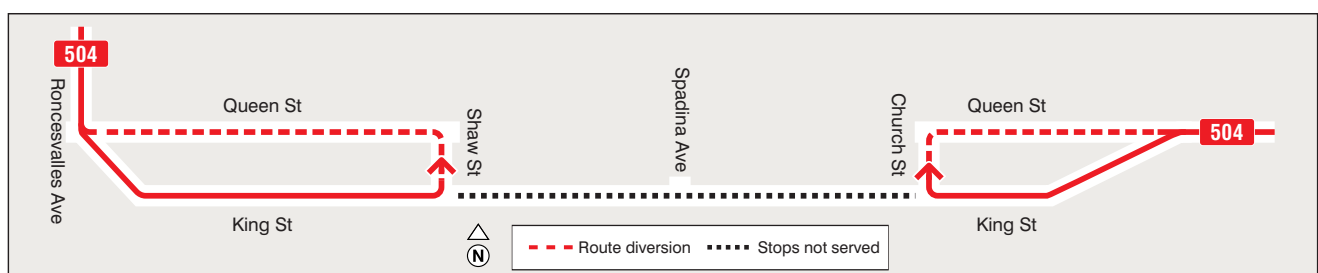 504
Roncesvalles Ave
Queen St
Shaw St
King St
Spadina Ave
Church St
Queen St
504
King St
N
Route diversion
Stops not served